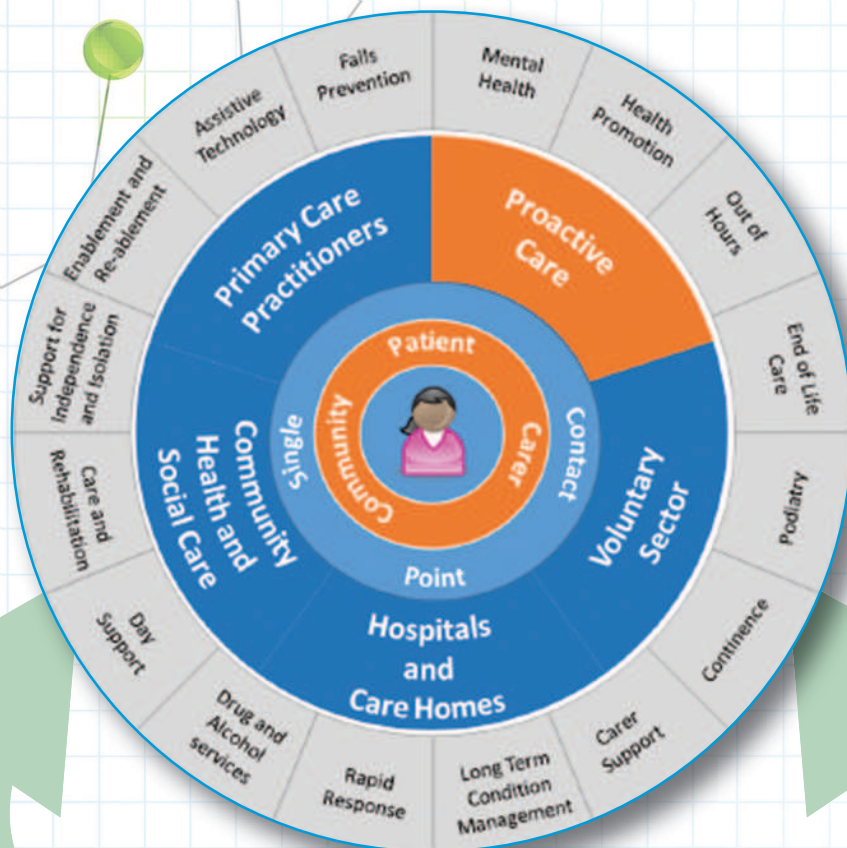 Mental
Health
Health
Promotion
Out of
Hours
End of Life
Care
Podiatry
Continence
Carer
Support
Long Term
Condition
Management
Rapid
Response
Drug and
Alcohol
services
Day
Support
Care and
Rehabilitation
Support for
Independence
and Isolation
Enablement and
Re-ablement
Assistive
Technology
Falls
Prevention
Proactive
Care
Voluntary
Sector
Hospitals
and
Care Homes
Community
Health and
Social Care
Primary Care
Practitioners
Single
Point
Contact
Patient
Carer
Community